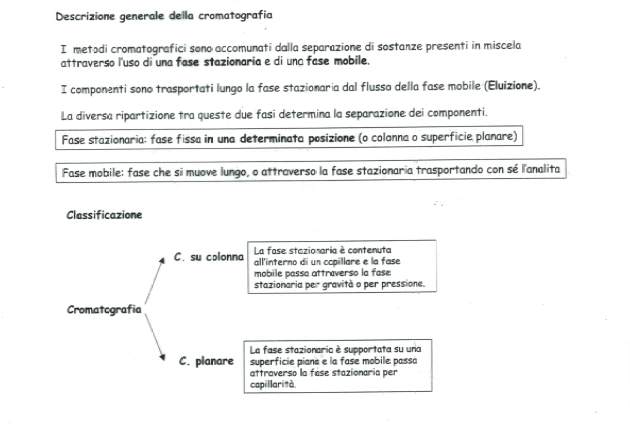 Descrizione generale della cromatografia
I metodi cromatografici sono accomunati dalla separazione di sostanze presenti in miscela
attraverso l'uso di una fase stazionaria e di una fase mobile.
I componenti sono trasportati lungo la fase stazionaria dal flusso della fase mobile (Eluizione).
La diversa ripartizione tra queste due fasi determina la separazione dei componenti.
Fase stazionaria: fase fissa in una determinata posizione (o colonna o superficie planare)
Fase mobile: fase che si muove lungo, o attraverso la fase stazionaria trasportando con sé l'analita
Classificazione
C. su colonna
La fase stazionaria è contenuta
all'interno di un capillare e la fase
mobile passa attraverso la fase
stazionaria per gravità o per pressione.
Cromatografia
C. planare
La fase stazionaria è supportata su una
superficie piana e la fase mobile passa
attraverso la fase stazionaria per
capillarità.